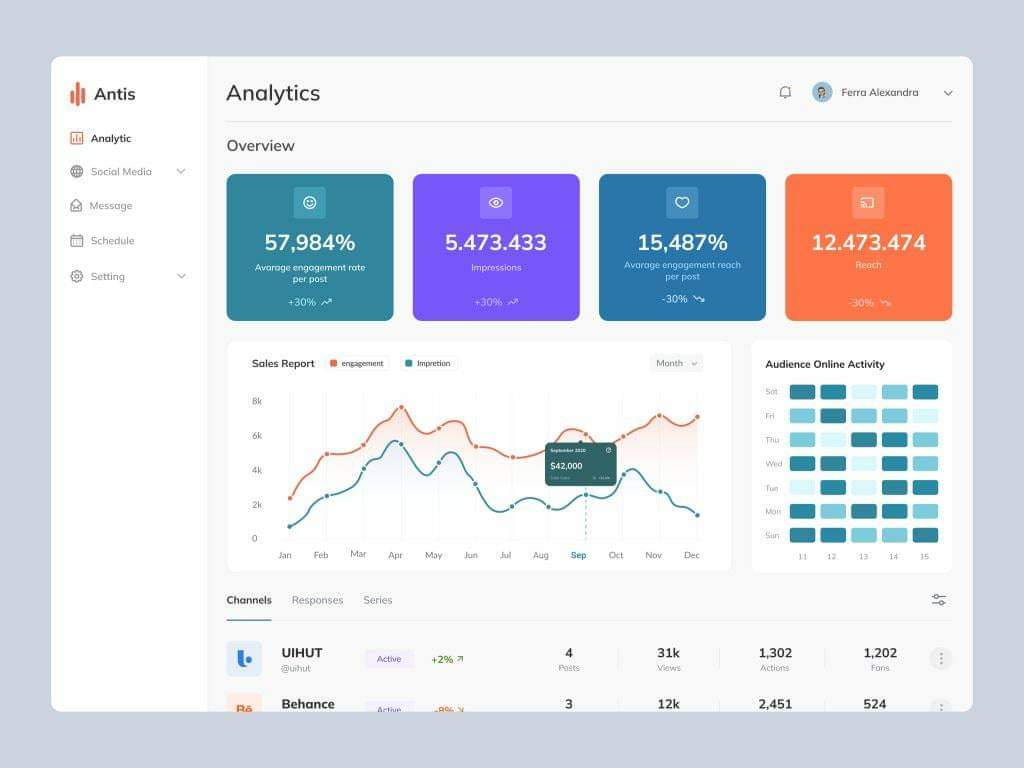 Antis
Analytic
Social Media
Message
Schedule
Setting
Analytics
Ferra Alexandra
Overview
57,984%
Avarage engagement rate
per post
+30%
5.473.433
Impressions
+30%
15,487%
Avarage engagement reach
per post
-30%
12.473.474
Reach
-30%
Sales Report
engagement
Impretion
Month
8k
6k
4k
2k
0
September 2020
$42,000
Jan Feb Mar Apr May Jun Jul Aug Sep Oct Nov Dec
Audience Online Activity
Sat
Fri
Thu
Wed
Tue
Mon
Sun
11 12 13 14 15
Channels Responses Series
UIHUT
@uihut
Active
+2%
4
Posts
31k
Views
1,302
Actions
1,202
Fans
Bē
Behance
Active
-8%
3
12k
2,451
524